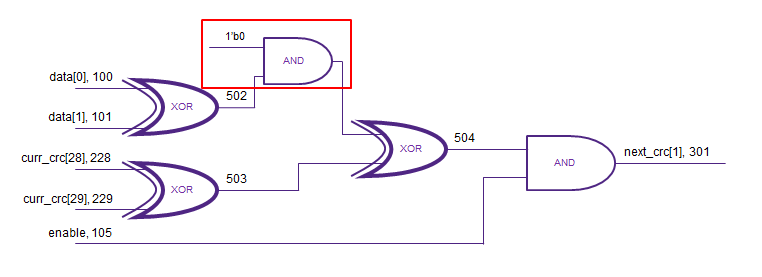 1'b0
AND
data[0], 100
XOR
502
data[1], 101
XOR
504
AND
next_crc[1], 301
curr_crc[28], 228
XOR
503
curr_crc[29], 229
enable, 105